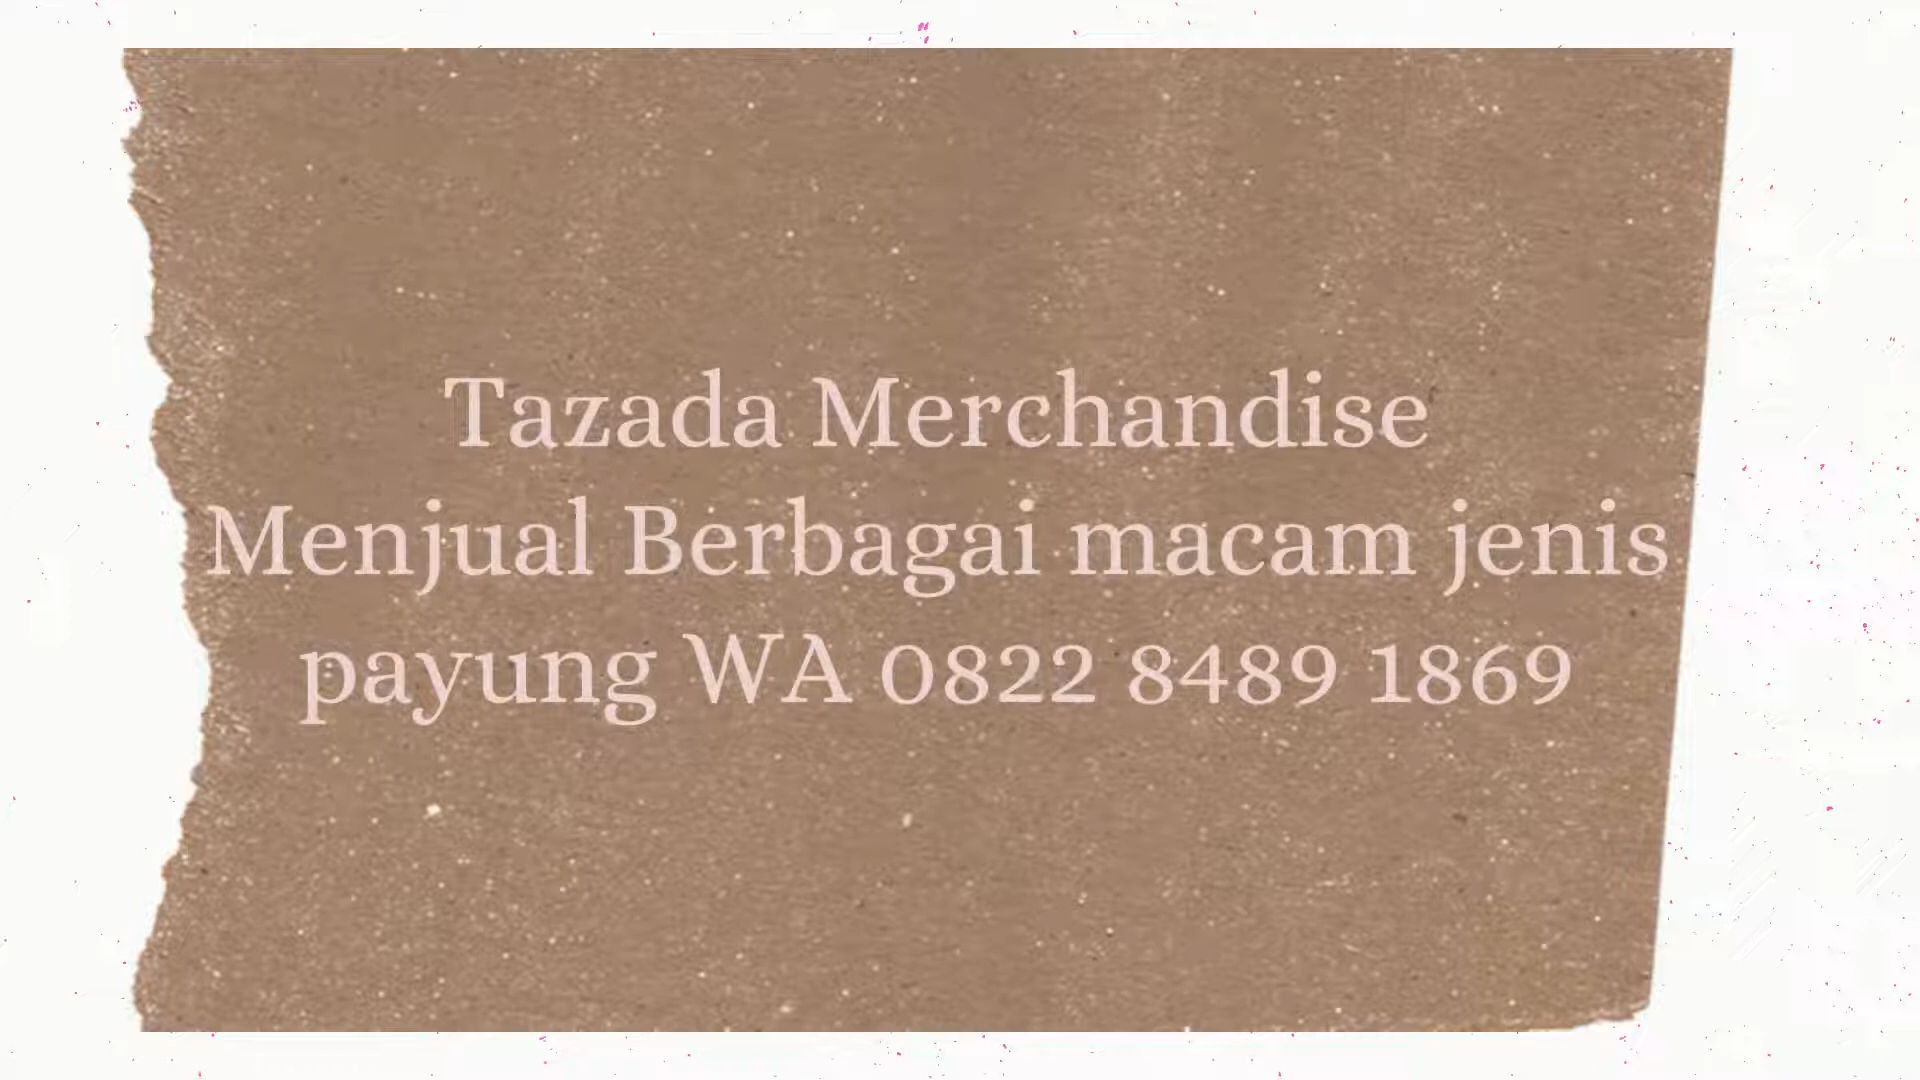 Tazada Merchandise
Menjual Berbagai macam jenis
payung WA 0822 8489 1869